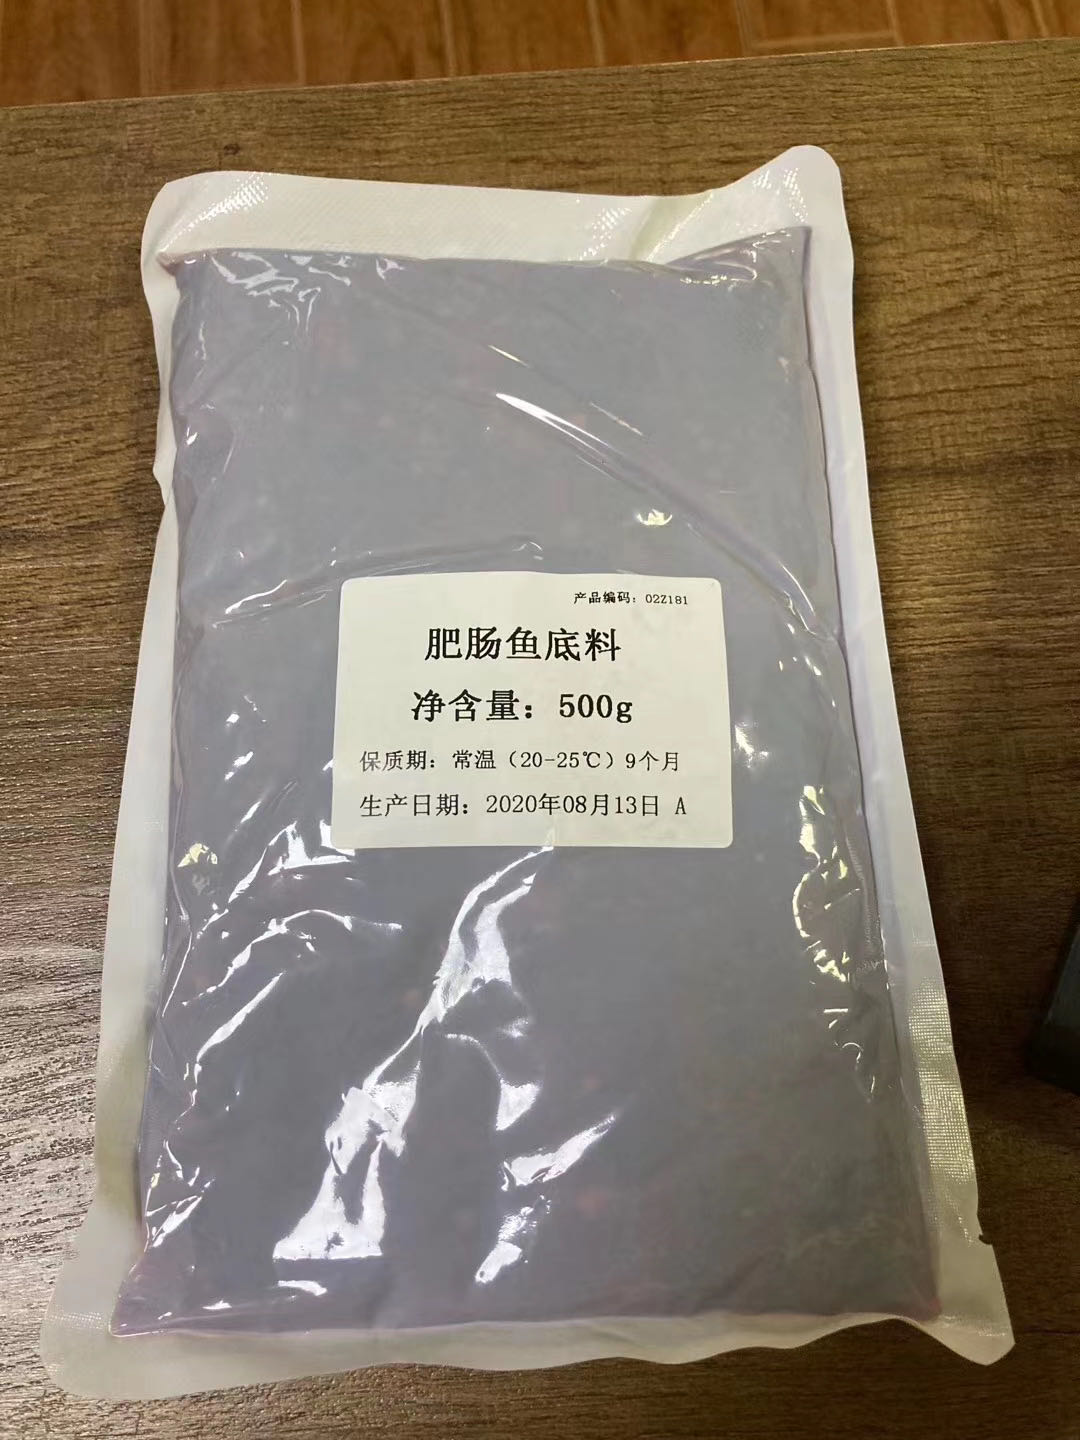 产品编码：02Z181
肥肠鱼底料
净含量：500g
保质期：常温（20-25℃）9个月
生产日期：2020年08月13日 A